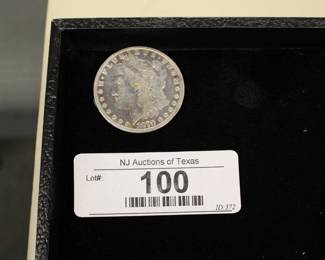 NJ Auctions of Texas
Lot#:
100
ID:372